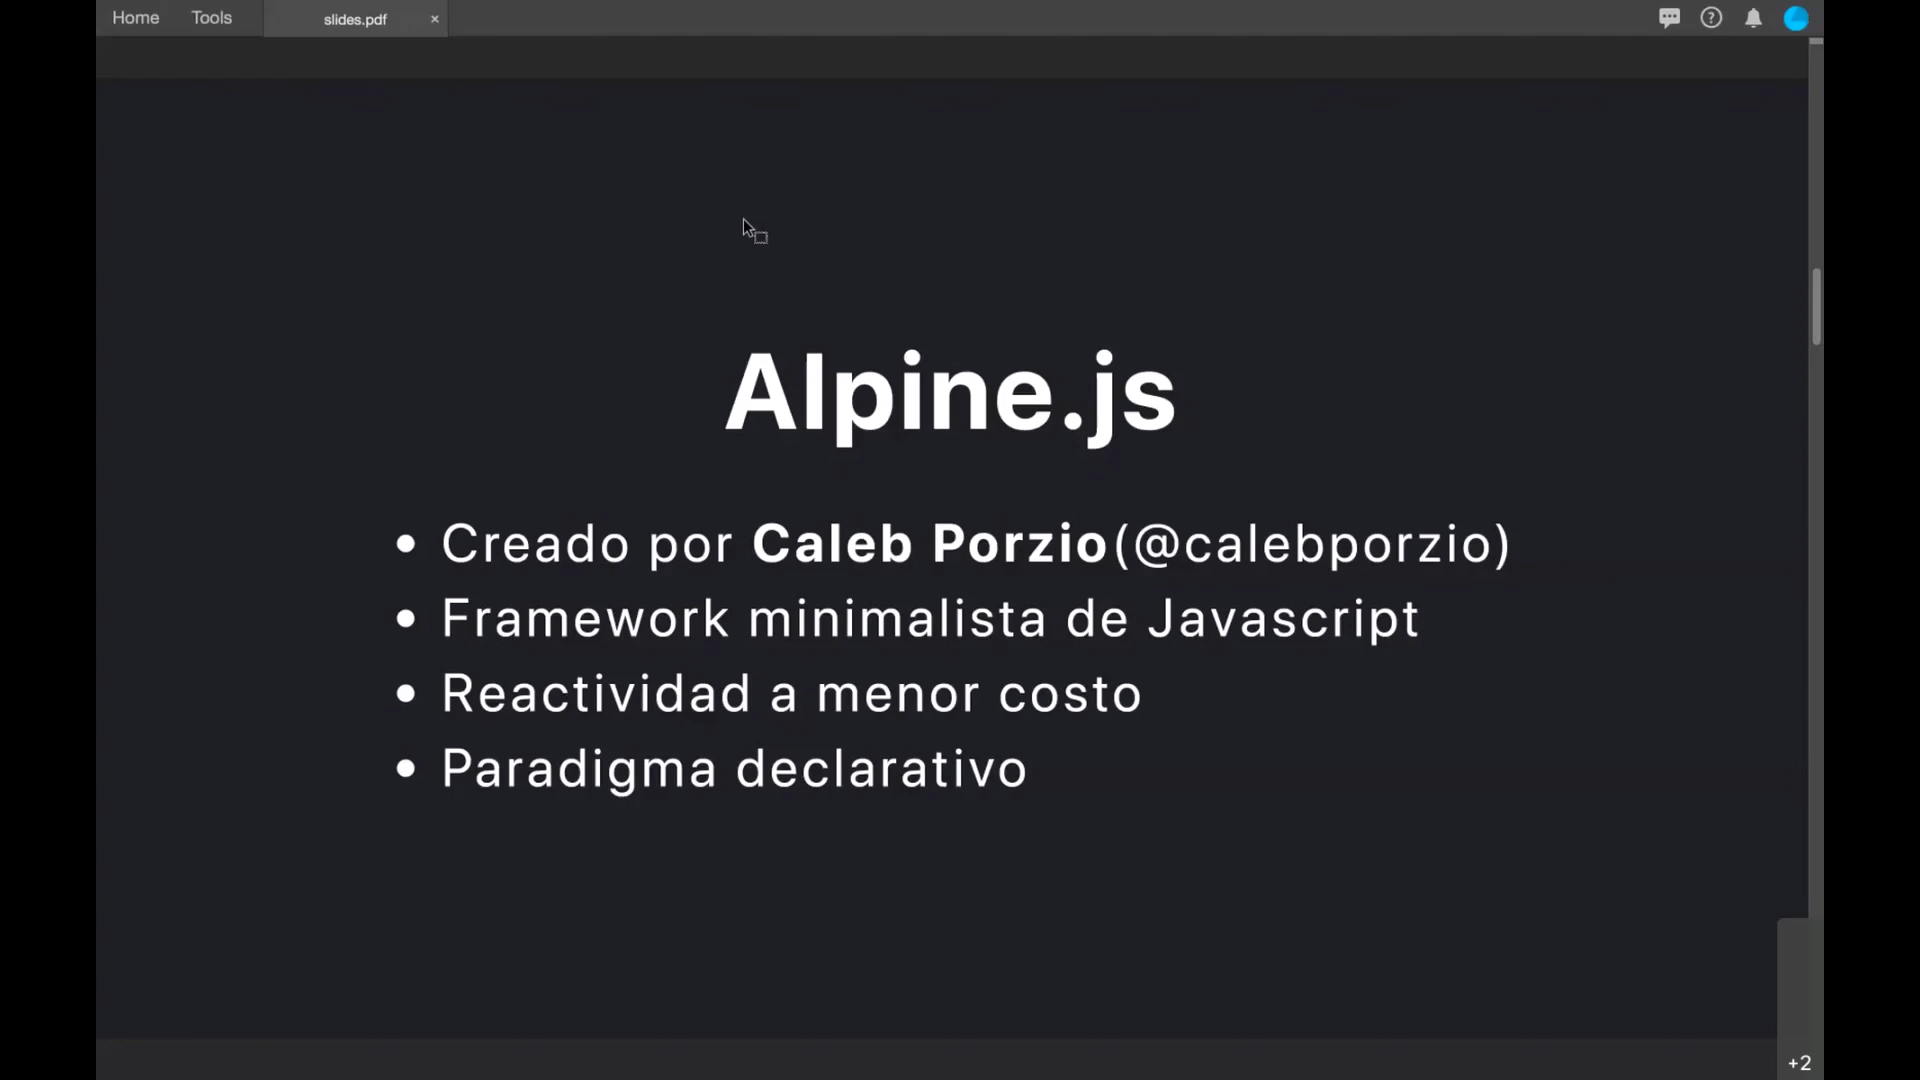 Home Tools slides.pdf ×
Alpine.js
• Creado por Caleb Porzio(@calebporzio)
• Framework minimalista de Javascript
• Reactividad a menor costo
• Paradigma declarativo
+2